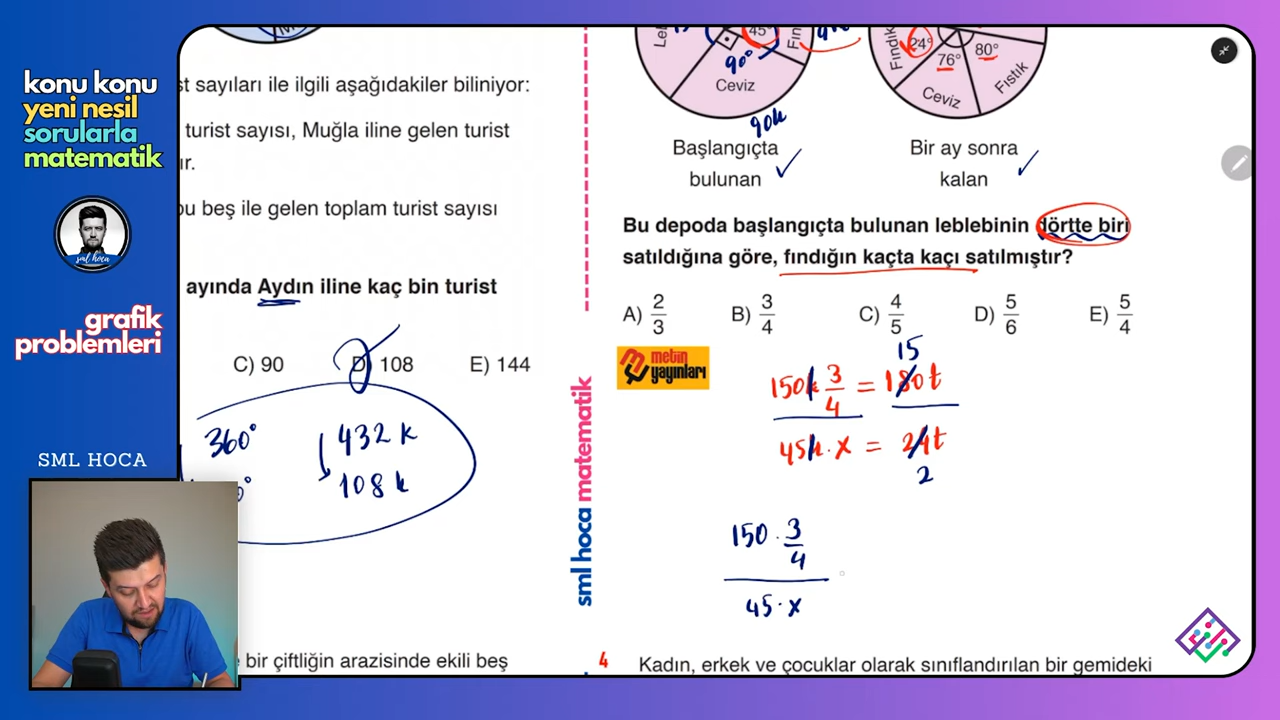 konu konu
yeni nesil
sorularla
matematik
sml hoca
grafik
problemleri
SML HOCA
st sayıları ile ilgili aşağıdakiler biliniyor:
turist sayısı, Muğla iline gelen turist
ır.
bu beş ile gelen toplam turist sayısı
ayında Aydın iline kaç bin turist
C) 90
D) 108
E) 144
360°
432 k
108 k
e bir çiftliğin arazisinde ekili beş
sml hoca matematik
Leb
45°
Fın
90°
Ceviz
90k
Fındık
24°
76°
80°
Ceviz
Fıstık
Başlangıçta
bulunan
Bir ay sonra
kalan
Bu depoda başlangıçta bulunan leblebinin dörtte biri
satıldığına göre, fındığın kaçta kaçı satılmıştır?
A) 2/3
B) 3/4
C) 4/5
D) 5/6
E) 5/4
metin
yayınları
15
150k 3/4 = 180t
45k · x = 24t
2
150 · 3/4
45 · x
4 Kadın, erkek ve çocuklar olarak sınıflandırılan bir gemideki